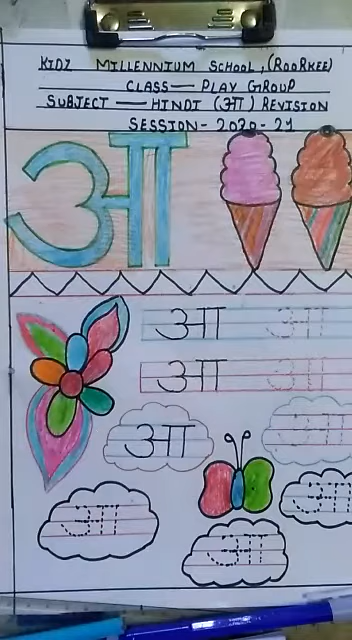 KIDZ MILLENNIUM SCHOOL, (ROORKEE)
CLASS — PLAY GROUP
SUBJECT — HINDI (आ) REVISION
SESSION - 2020 - 21
आ
आ आ
आ आ
आ आ
आ आ
आ